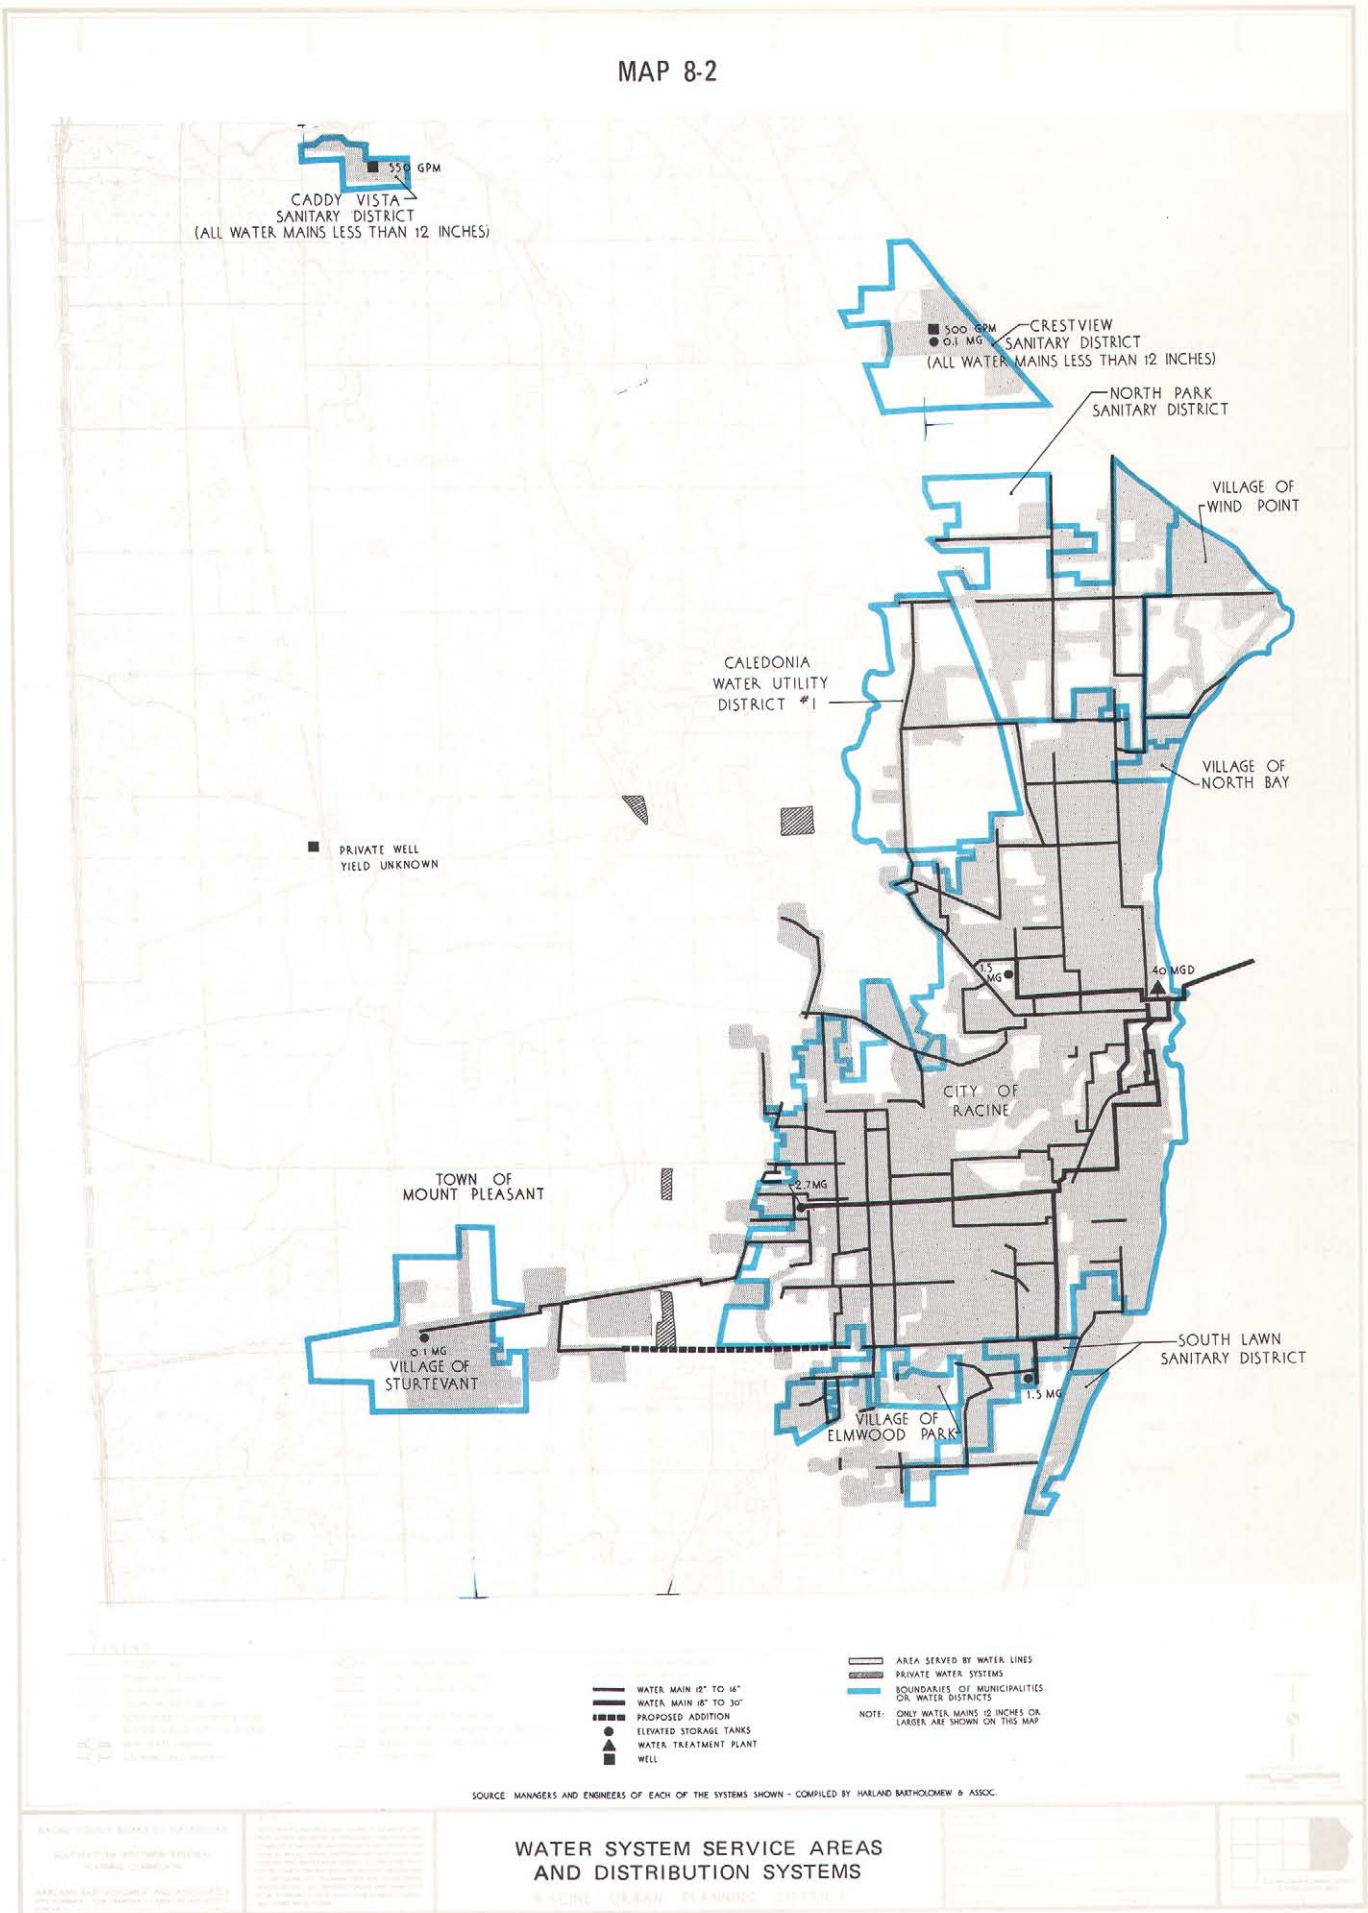 MAP 8-2
550 GPM
CADDY VISTA
SANITARY DISTRICT
(ALL WATER MAINS LESS THAN 12 INCHES)
500 GPM
0.1 MG
CRESTVIEW
SANITARY DISTRICT
(ALL WATER MAINS LESS THAN 12 INCHES)
NORTH PARK
SANITARY DISTRICT
VILLAGE OF
WIND POINT
CALEDONIA
WATER UTILITY
DISTRICT #1
VILLAGE OF
NORTH BAY
PRIVATE WELL
YIELD UNKNOWN
1.5
MG
40 MGD
CITY OF
RACINE
TOWN OF
MOUNT PLEASANT
2.7 MG
0.1 MG
VILLAGE OF
STURTEVANT
SOUTH LAWN
SANITARY DISTRICT
1.5 MG
VILLAGE OF
ELMWOOD PARK
WATER MAIN 12" TO 16"
WATER MAIN 18" TO 30"
PROPOSED ADDITION
ELEVATED STORAGE TANKS
WATER TREATMENT PLANT
WELL
AREA SERVED BY WATER LINES
PRIVATE WATER SYSTEMS
BOUNDARIES OF MUNICIPALITIES
OR WATER DISTRICTS
NOTE: ONLY WATER MAINS 12 INCHES OR
LARGER ARE SHOWN ON THIS MAP
SOURCE: MANAGERS AND ENGINEERS OF EACH OF THE SYSTEMS SHOWN - COMPILED BY HARLAND BARTHOLOMEW & ASSOC.
WATER SYSTEM SERVICE AREAS
AND DISTRIBUTION SYSTEMS
RACINE URBAN PLANNING DISTRICT